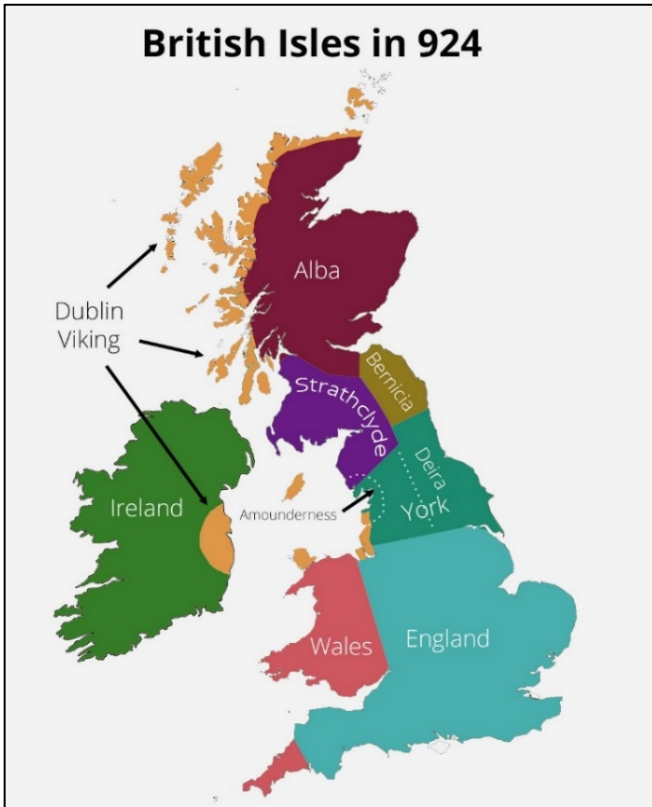 British Isles in 924
Alba
Dublin
Viking
Bernicia
Strathclyde
Deira
York
Ireland
Amounderness
Wales
England